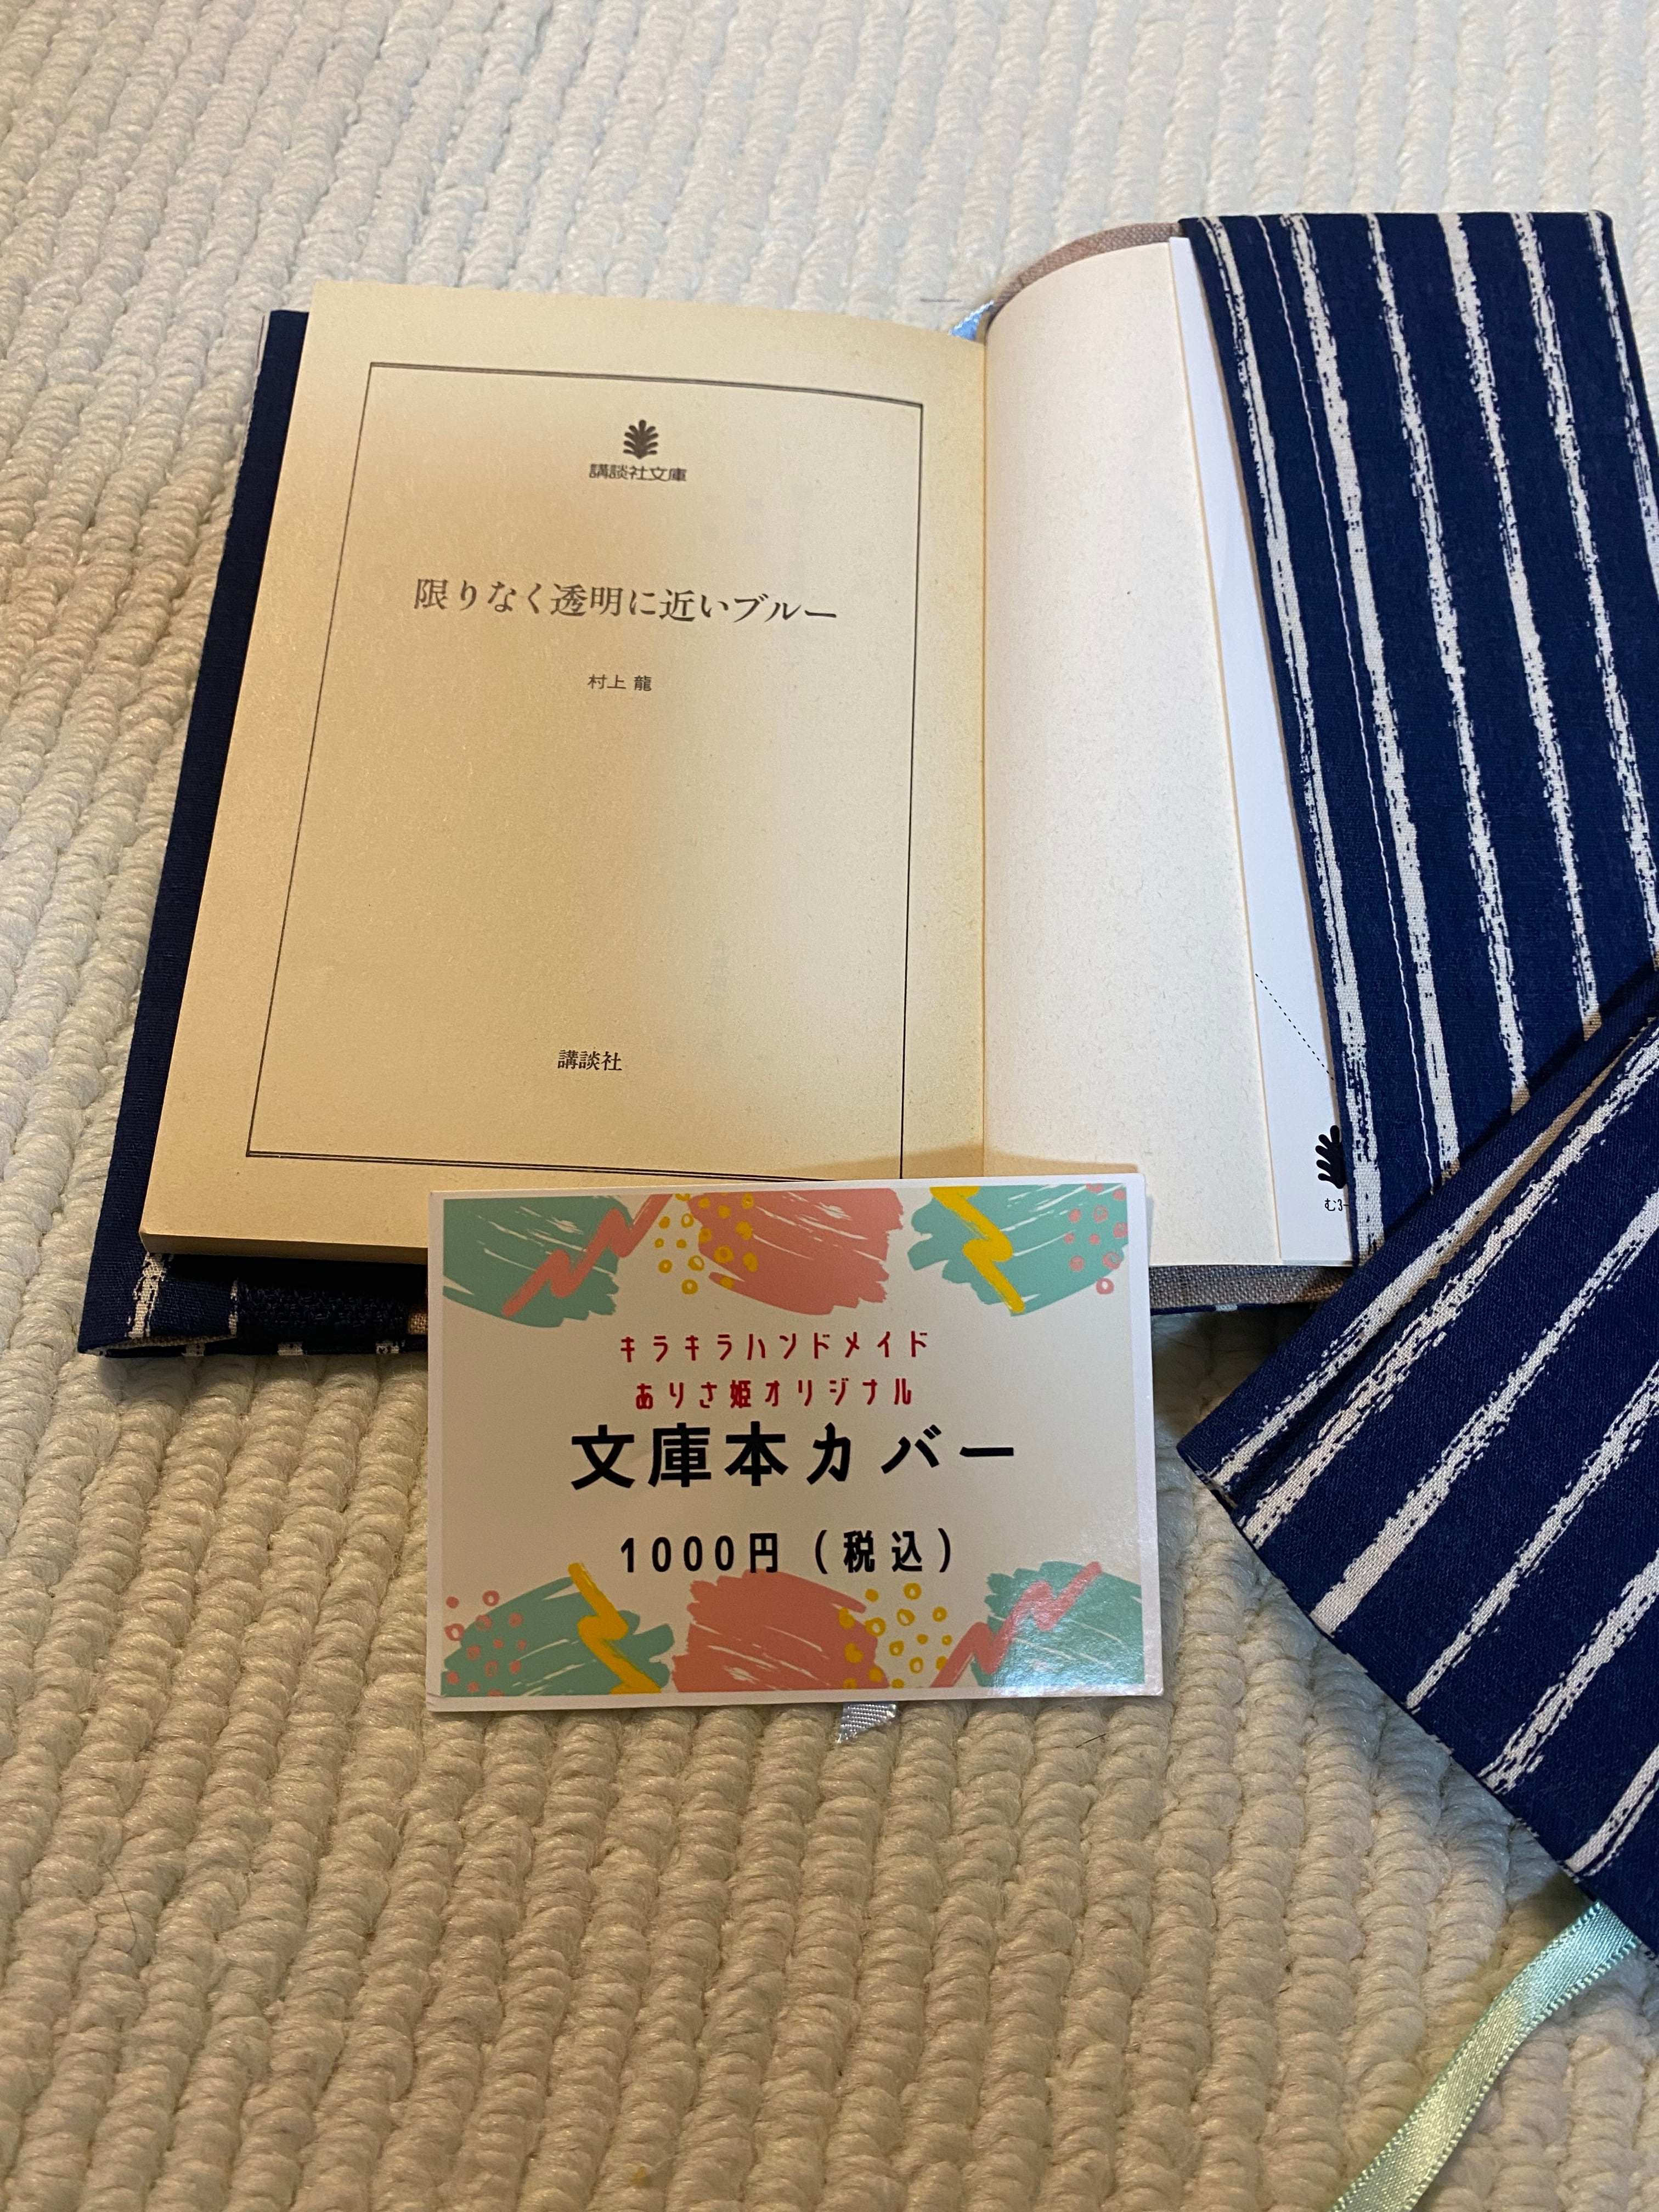 講談社文庫
限りなく透明に近いブルー
村上 龍
講談社
む3-
キラキラハンドメイド
ありさ姫オリジナル
文庫本カバー
1000円（税込）